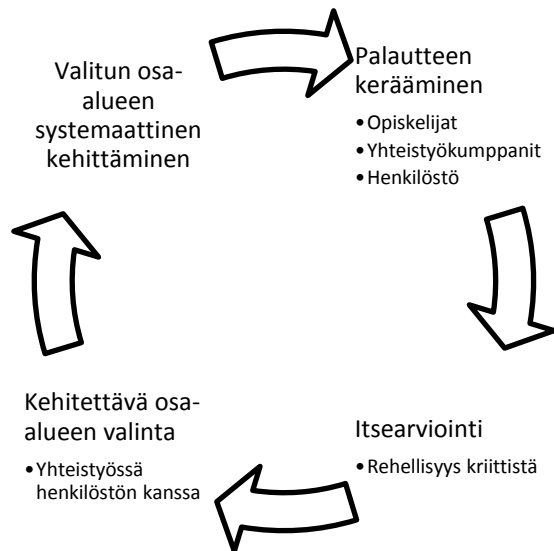 Valitun osa-
alueen
systemaattinen
kehittäminen
Palautteen
kerääminen
•Opiskelijat
•Yhteistyökumppanit
•Henkilöstö
Itsearviointi
•Rehellisyys kriittistä
Kehitettävä osa-
alueen valinta
•Yhteistyössä
henkilöstön kanssa